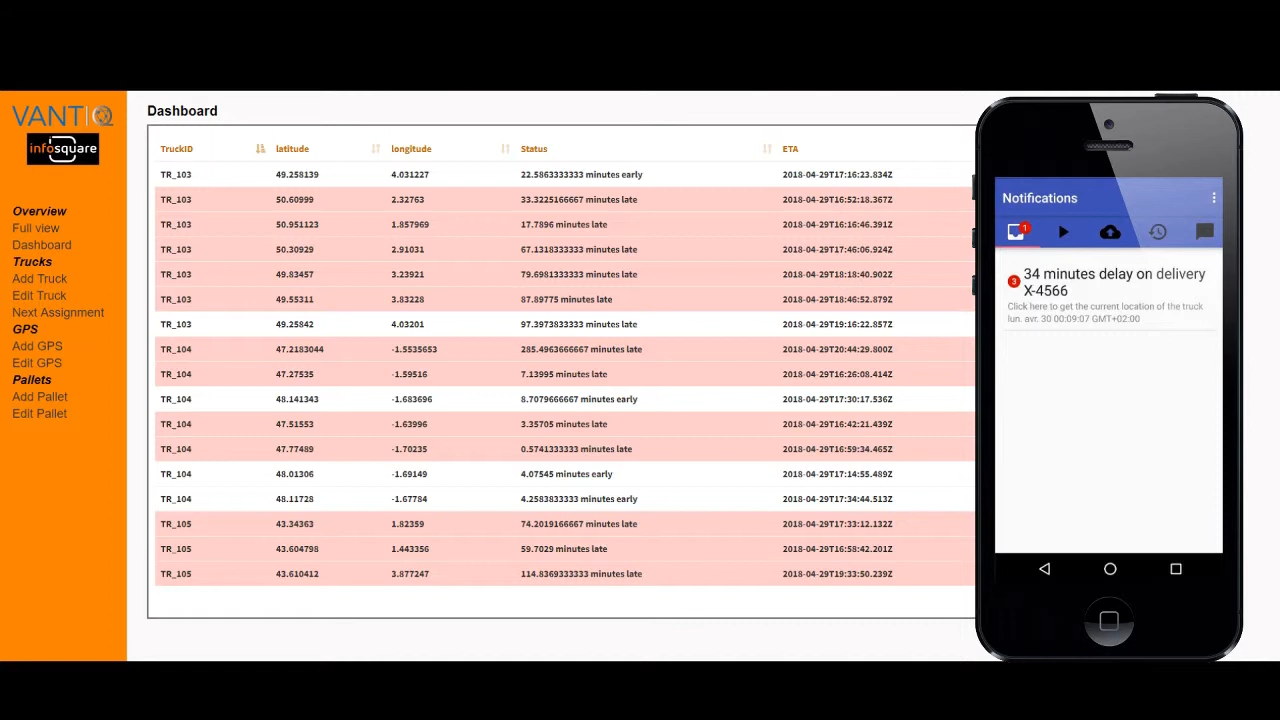 VANTIQ
infosquare
Overview
Full view
Dashboard
Trucks
Add Truck
Edit Truck
Next Assignment
GPS
Add GPS
Edit GPS
Pallets
Add Pallet
Edit Pallet
Dashboard
TruckID latitude longitude Status ETA
TR_103 49.258139 4.031227 22.5863333333 minutes early 2018-04-29T17:16:23.834Z
TR_103 50.60999 2.32763 33.3225166667 minutes late 2018-04-29T16:52:18.367Z
TR_103 50.951123 1.857969 17.7896 minutes late 2018-04-29T16:16:46.391Z
TR_103 50.30929 2.91031 67.1318333333 minutes late 2018-04-29T17:46:06.924Z
TR_103 49.83457 3.23921 79.6981333333 minutes late 2018-04-29T18:18:40.902Z
TR_103 49.55311 3.83228 87.89775 minutes late 2018-04-29T18:46:52.879Z
TR_103 49.25842 4.03201 97.3973833333 minutes late 2018-04-29T19:16:22.857Z
TR_104 47.2183044 -1.5535653 285.4963666667 minutes late 2018-04-29T20:44:29.800Z
TR_104 47.27535 -1.59516 7.13995 minutes late 2018-04-29T16:26:08.414Z
TR_104 48.141343 -1.683696 8.7079666667 minutes early 2018-04-29T17:30:17.536Z
TR_104 47.51553 -1.63996 3.35705 minutes late 2018-04-29T16:42:21.439Z
TR_104 47.77489 -1.70235 0.5741333333 minutes late 2018-04-29T16:59:34.465Z
TR_104 48.01306 -1.69149 4.07545 minutes early 2018-04-29T17:14:55.489Z
TR_104 48.11728 -1.67784 4.2583833333 minutes early 2018-04-29T17:34:44.513Z
TR_105 43.34363 1.82359 74.2019166667 minutes late 2018-04-29T17:33:12.132Z
TR_105 43.604798 1.443356 59.7029 minutes late 2018-04-29T16:58:42.201Z
TR_105 43.610412 3.877247 114.8369333333 minutes late 2018-04-29T19:33:50.239Z
Notifications
1
3 34 minutes delay on delivery
X-4566
Click here to get the current location of the truck
lun. avr. 30 00:09:07 GMT+02:00